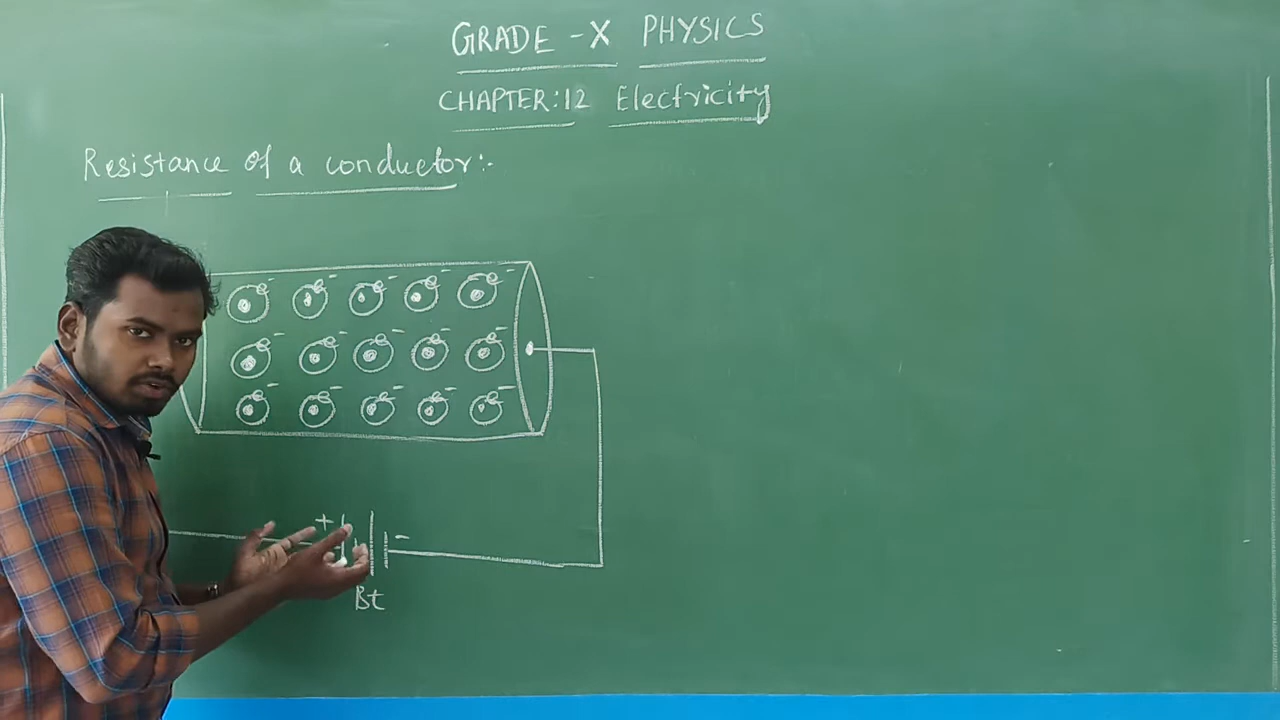 GRADE - X PHYSICS
CHAPTER: 12 Electricity
Resistance of a conductor:-
e- e- e- e- e-
e- e- e- e- e-
e- e- e- e- e-
+ -
Bt